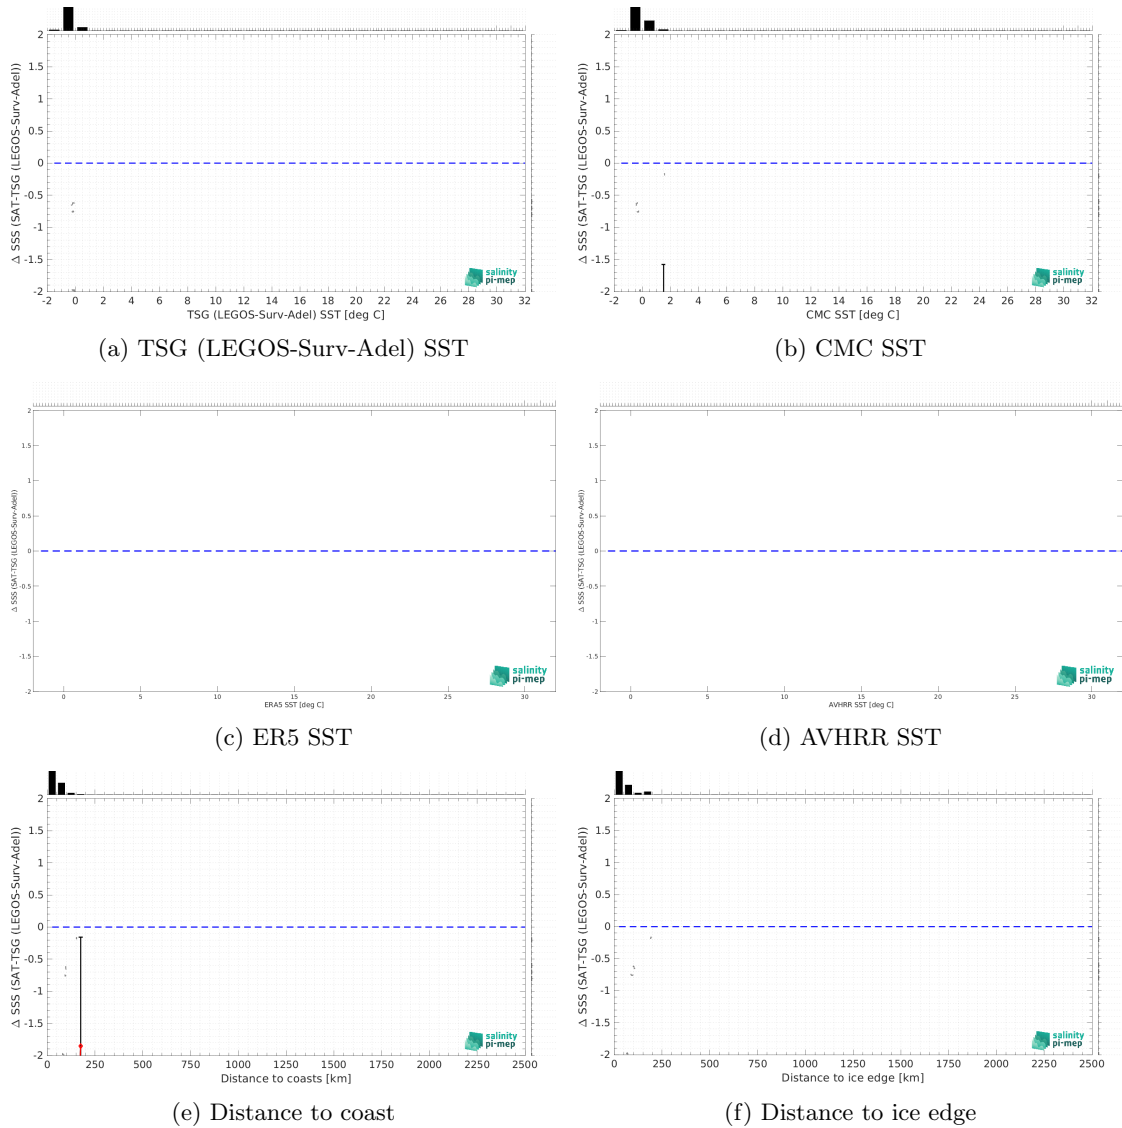 2
1.5
1
0.5
0
-0.5
-1
-1.5
-2
Δ SSS (SAT-TSG (LEGOS-Surv-Adel))
-2 0 2 4 6 8 10 12 14 16 18 20 22 24 26 28 30 32
TSG (LEGOS-Surv-Adel) SST [deg C]
salinity
pi-mep
(a) TSG (LEGOS-Surv-Adel) SST
2
1.5
1
0.5
0
-0.5
-1
-1.5
-2
Δ SSS (SAT-TSG (LEGOS-Surv-Adel))
-2 0 2 4 6 8 10 12 14 16 18 20 22 24 26 28 30 32
CMC SST [deg C]
salinity
pi-mep
(b) CMC SST
2
1.5
1
0.5
0
-0.5
-1
-1.5
-2
Δ SSS (SAT-TSG (LEGOS-Surv-Adel))
0 5 10 15 20 25 30
ERA5 SST [deg C]
salinity
pi-mep
(c) ER5 SST
2
1.5
1
0.5
0
-0.5
-1
-1.5
-2
Δ SSS (SAT-TSG (LEGOS-Surv-Adel))
0 5 10 15 20 25 30
AVHRR SST [deg C]
salinity
pi-mep
(d) AVHRR SST
2
1.5
1
0.5
0
-0.5
-1
-1.5
-2
Δ SSS (SAT-TSG (LEGOS-Surv-Adel))
0 250 500 750 1000 1250 1500 1750 2000 2250 2500
Distance to coasts [km]
salinity
pi-mep
(e) Distance to coast
2
1.5
1
0.5
0
-0.5
-1
-1.5
-2
Δ SSS (SAT-TSG (LEGOS-Surv-Adel))
0 250 500 750 1000 1250 1500 1750 2000 2250 2500
Distance to ice edge [km]
salinity
pi-mep
(f) Distance to ice edge